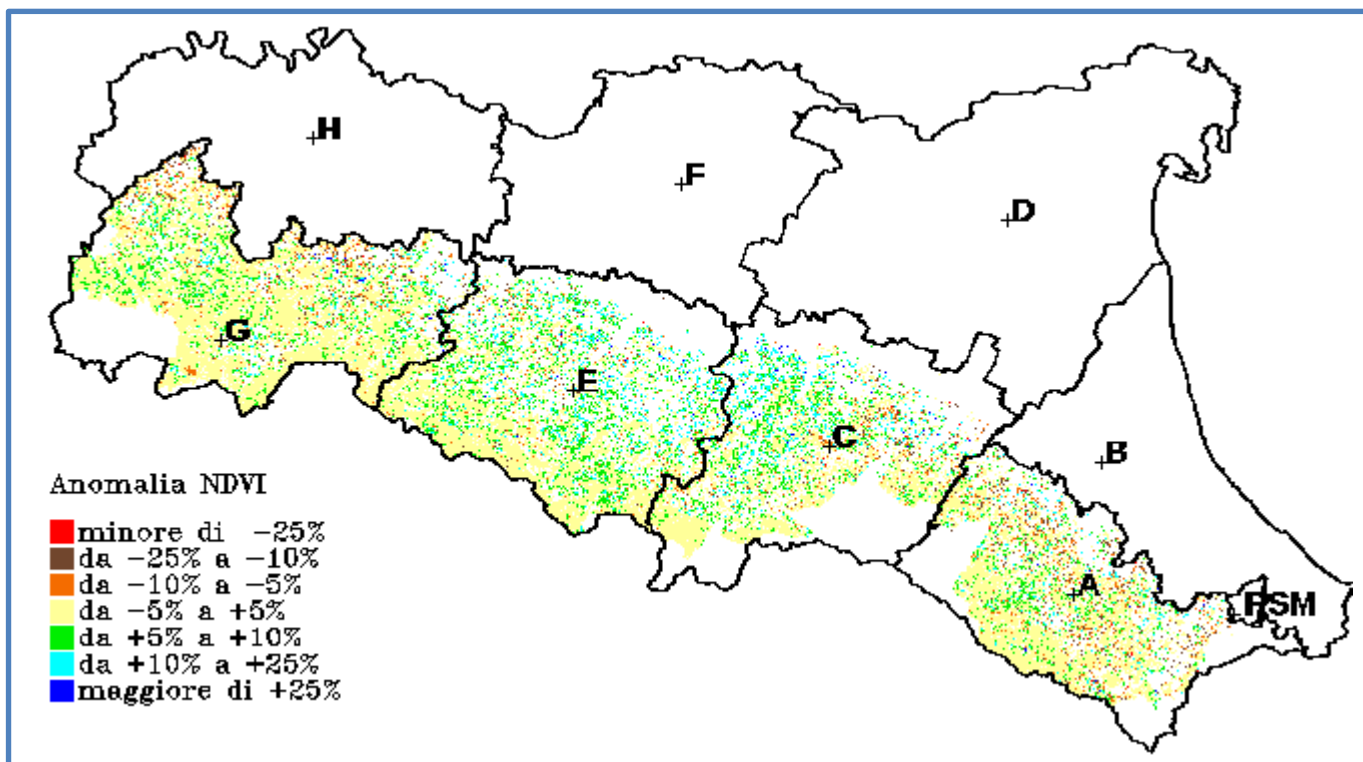 H
F
D
G
E
C
B
A
RSM
Anomalia NDVI
minore di -25%
da -25% a -10%
da -10% a -5%
da -5% a +5%
da +5% a +10%
da +10% a +25%
maggiore di +25%